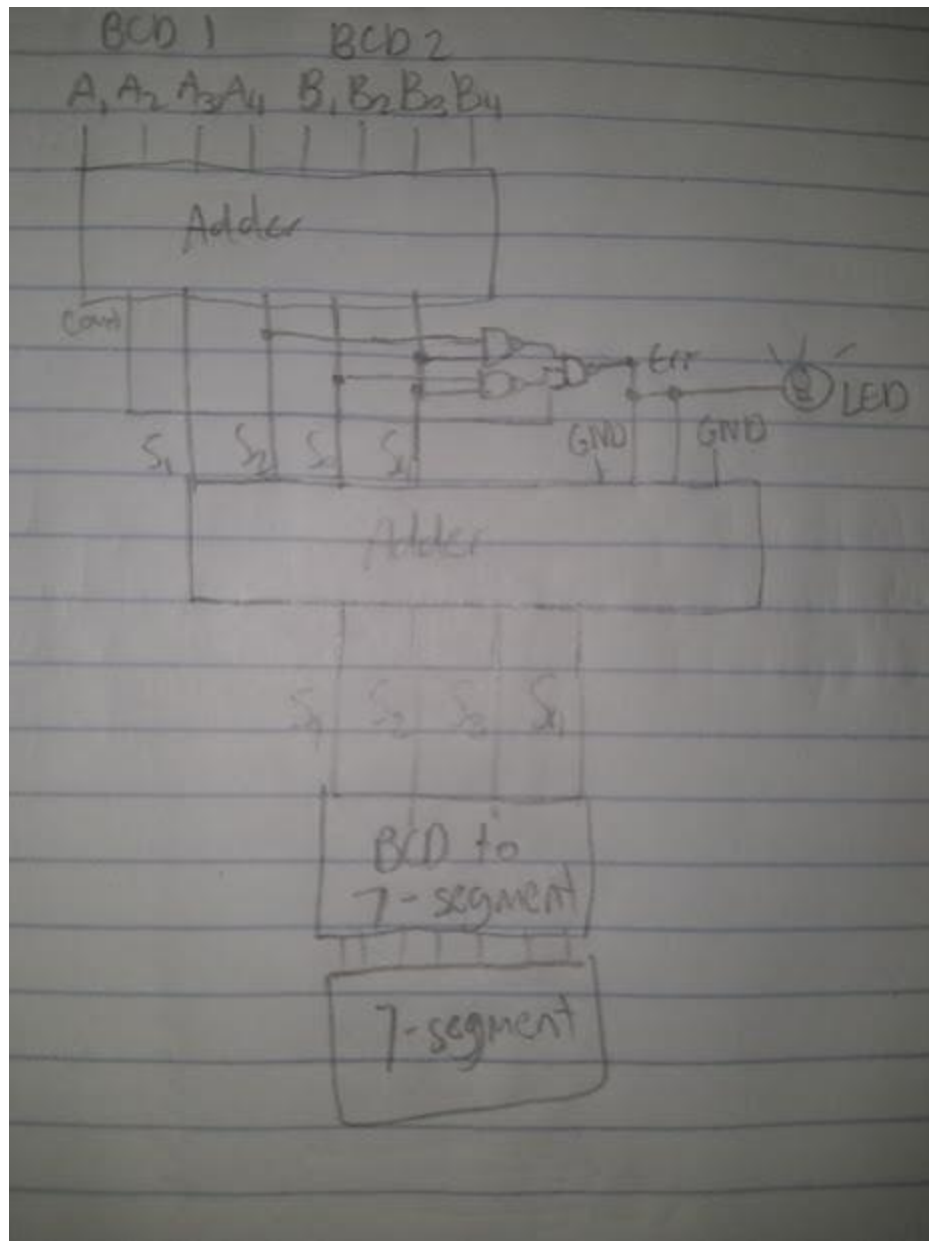 BCD 1 BCD 2
A1 A2 A3 A4 B1 B2 B3 B4
Adder
Cout
Err
LED
GND GND
S1 S2 S3 S4
Adder
S1 S2 S3 S4
BCD to
7-segment
7-segment